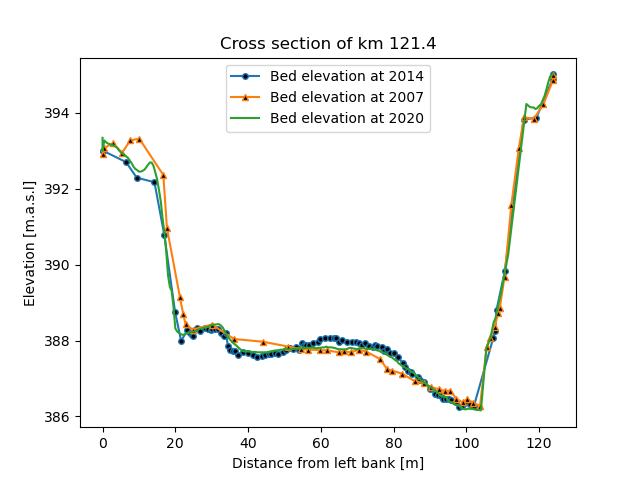 Cross section of km 121.4
Bed elevation at 2014
Bed elevation at 2007
Bed elevation at 2020
394
392
390
388
386
Elevation [m.a.s.l]
0 20 40 60 80 100 120
Distance from left bank [m]